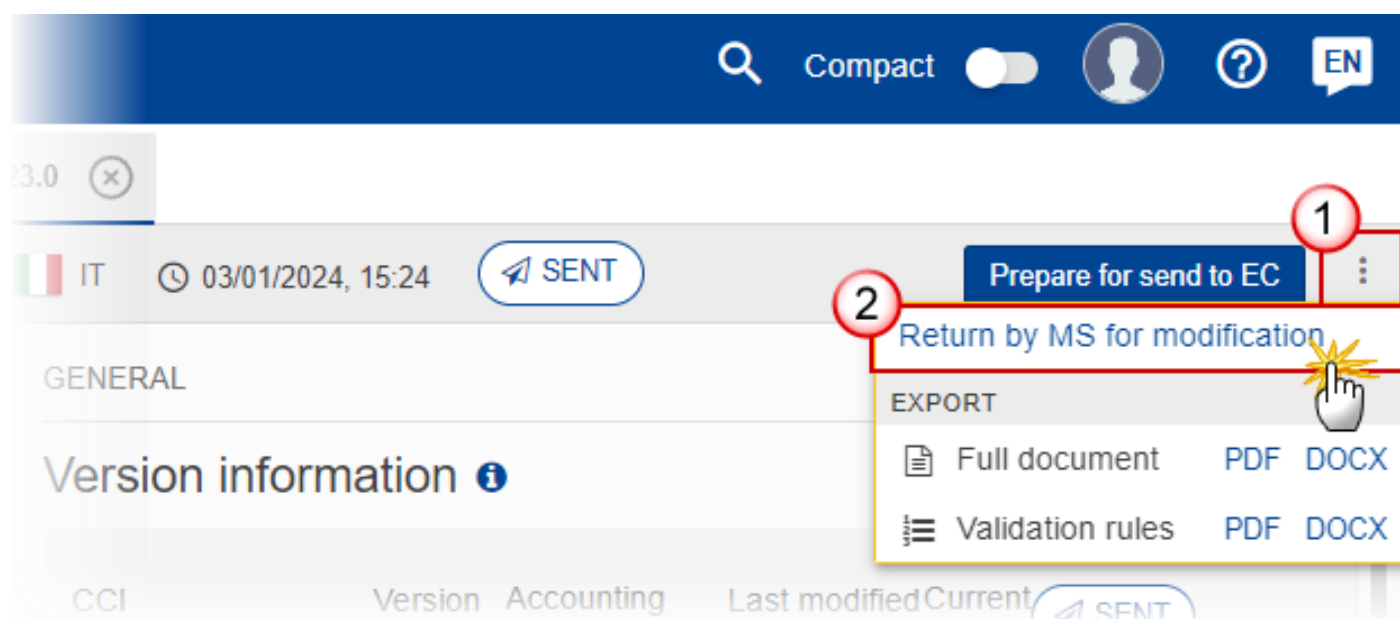 Compact EN
23.0
1
IT 03/01/2024, 15:24 SENT Prepare for send to EC
2
Return by MS for modification
GENERAL
EXPORT
Full document PDF DOCX
Version information
Validation rules PDF DOCX
CCI Version Accounting Last modified Current SENT